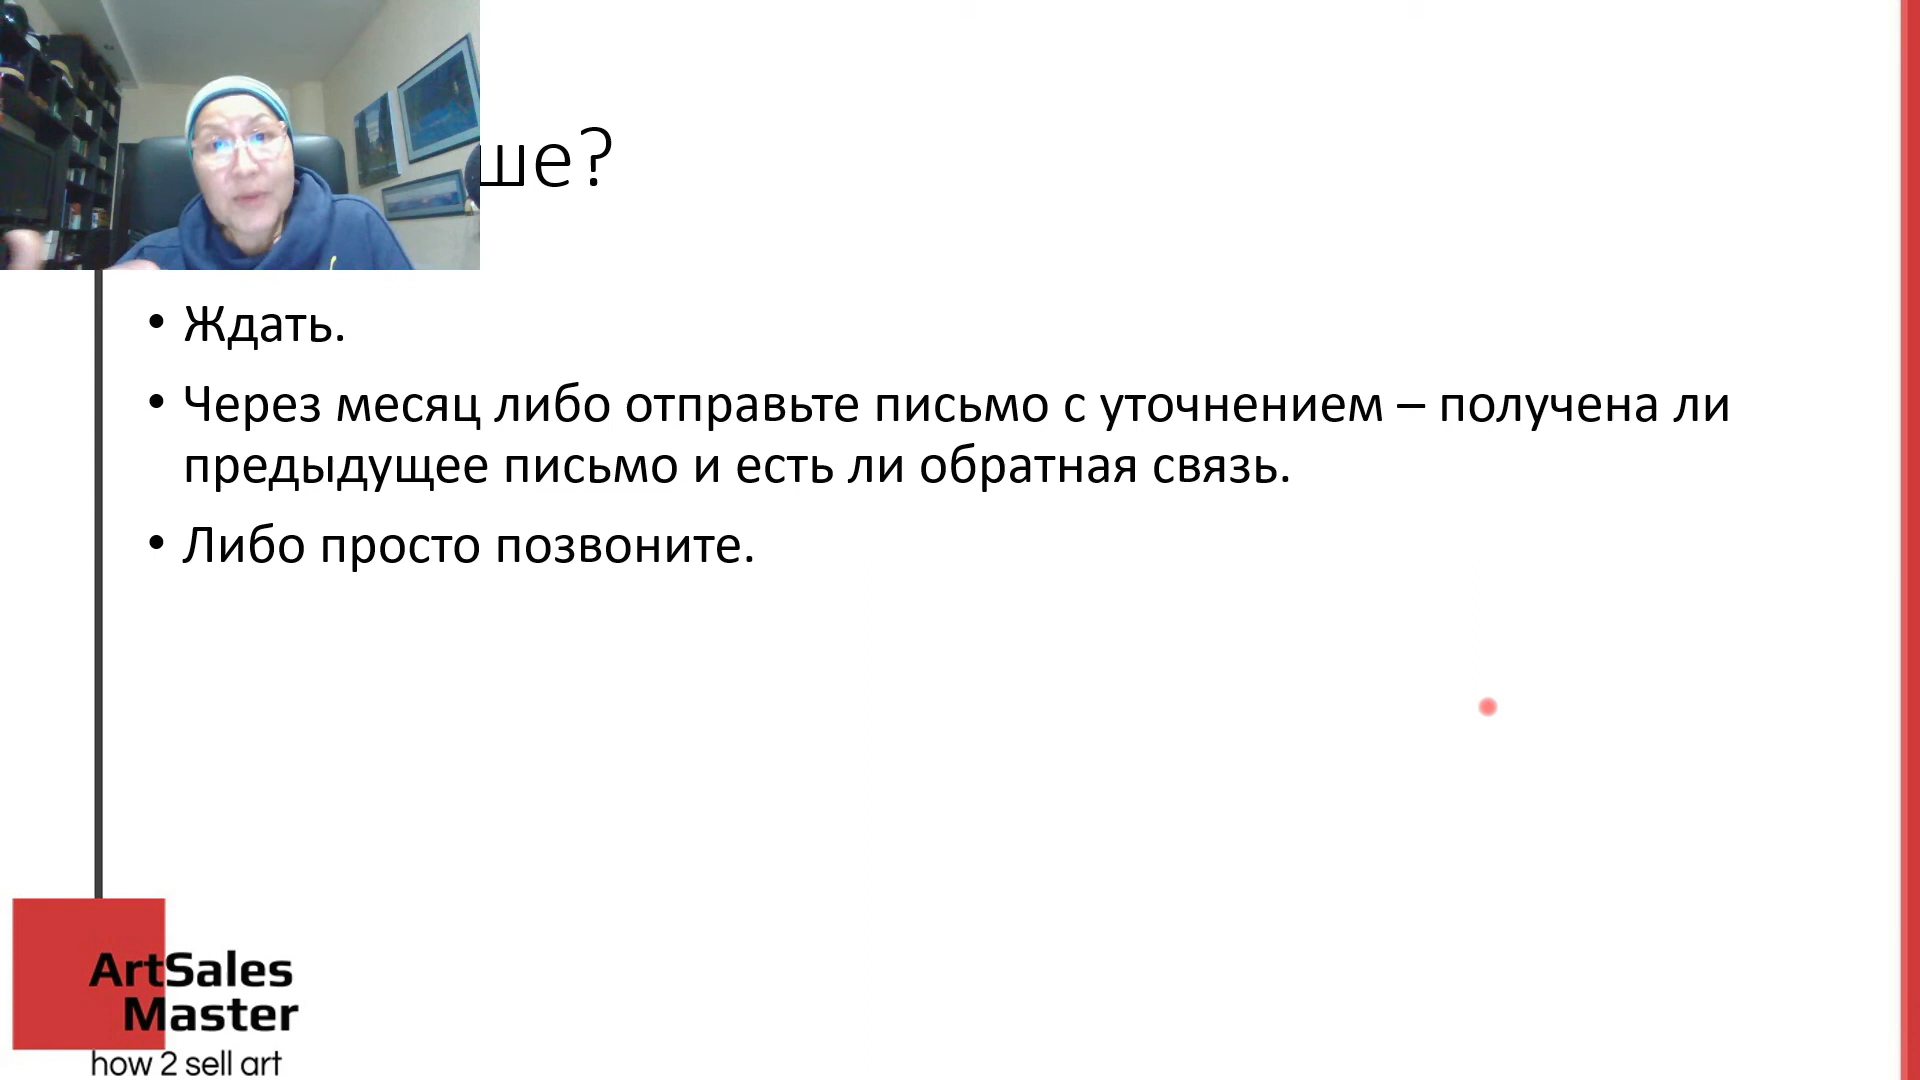 ше?
• Ждать.
• Через месяц либо отправьте письмо с уточнением – получена ли
предыдущее письмо и есть ли обратная связь.
• Либо просто позвоните.
ArtSales
Master
how 2 sell art